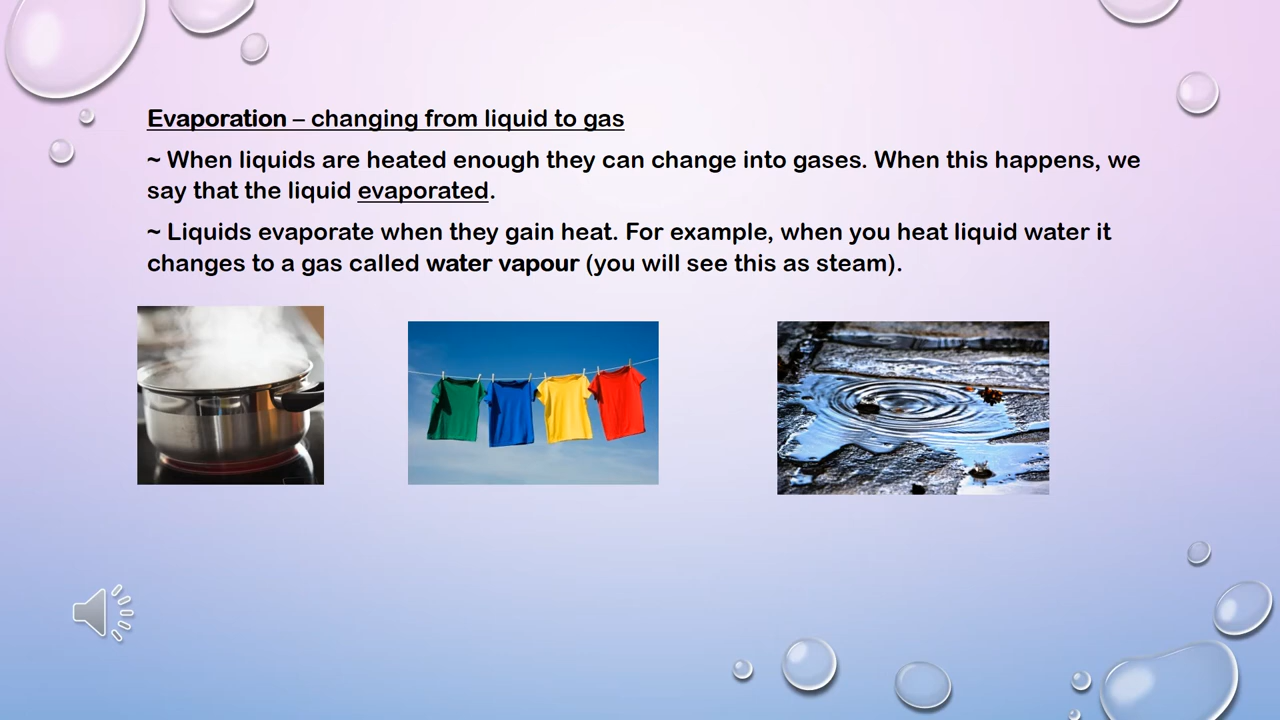 Evaporation – changing from liquid to gas
~ When liquids are heated enough they can change into gases. When this happens, we
say that the liquid evaporated.
~ Liquids evaporate when they gain heat. For example, when you heat liquid water it
changes to a gas called water vapour (you will see this as steam).